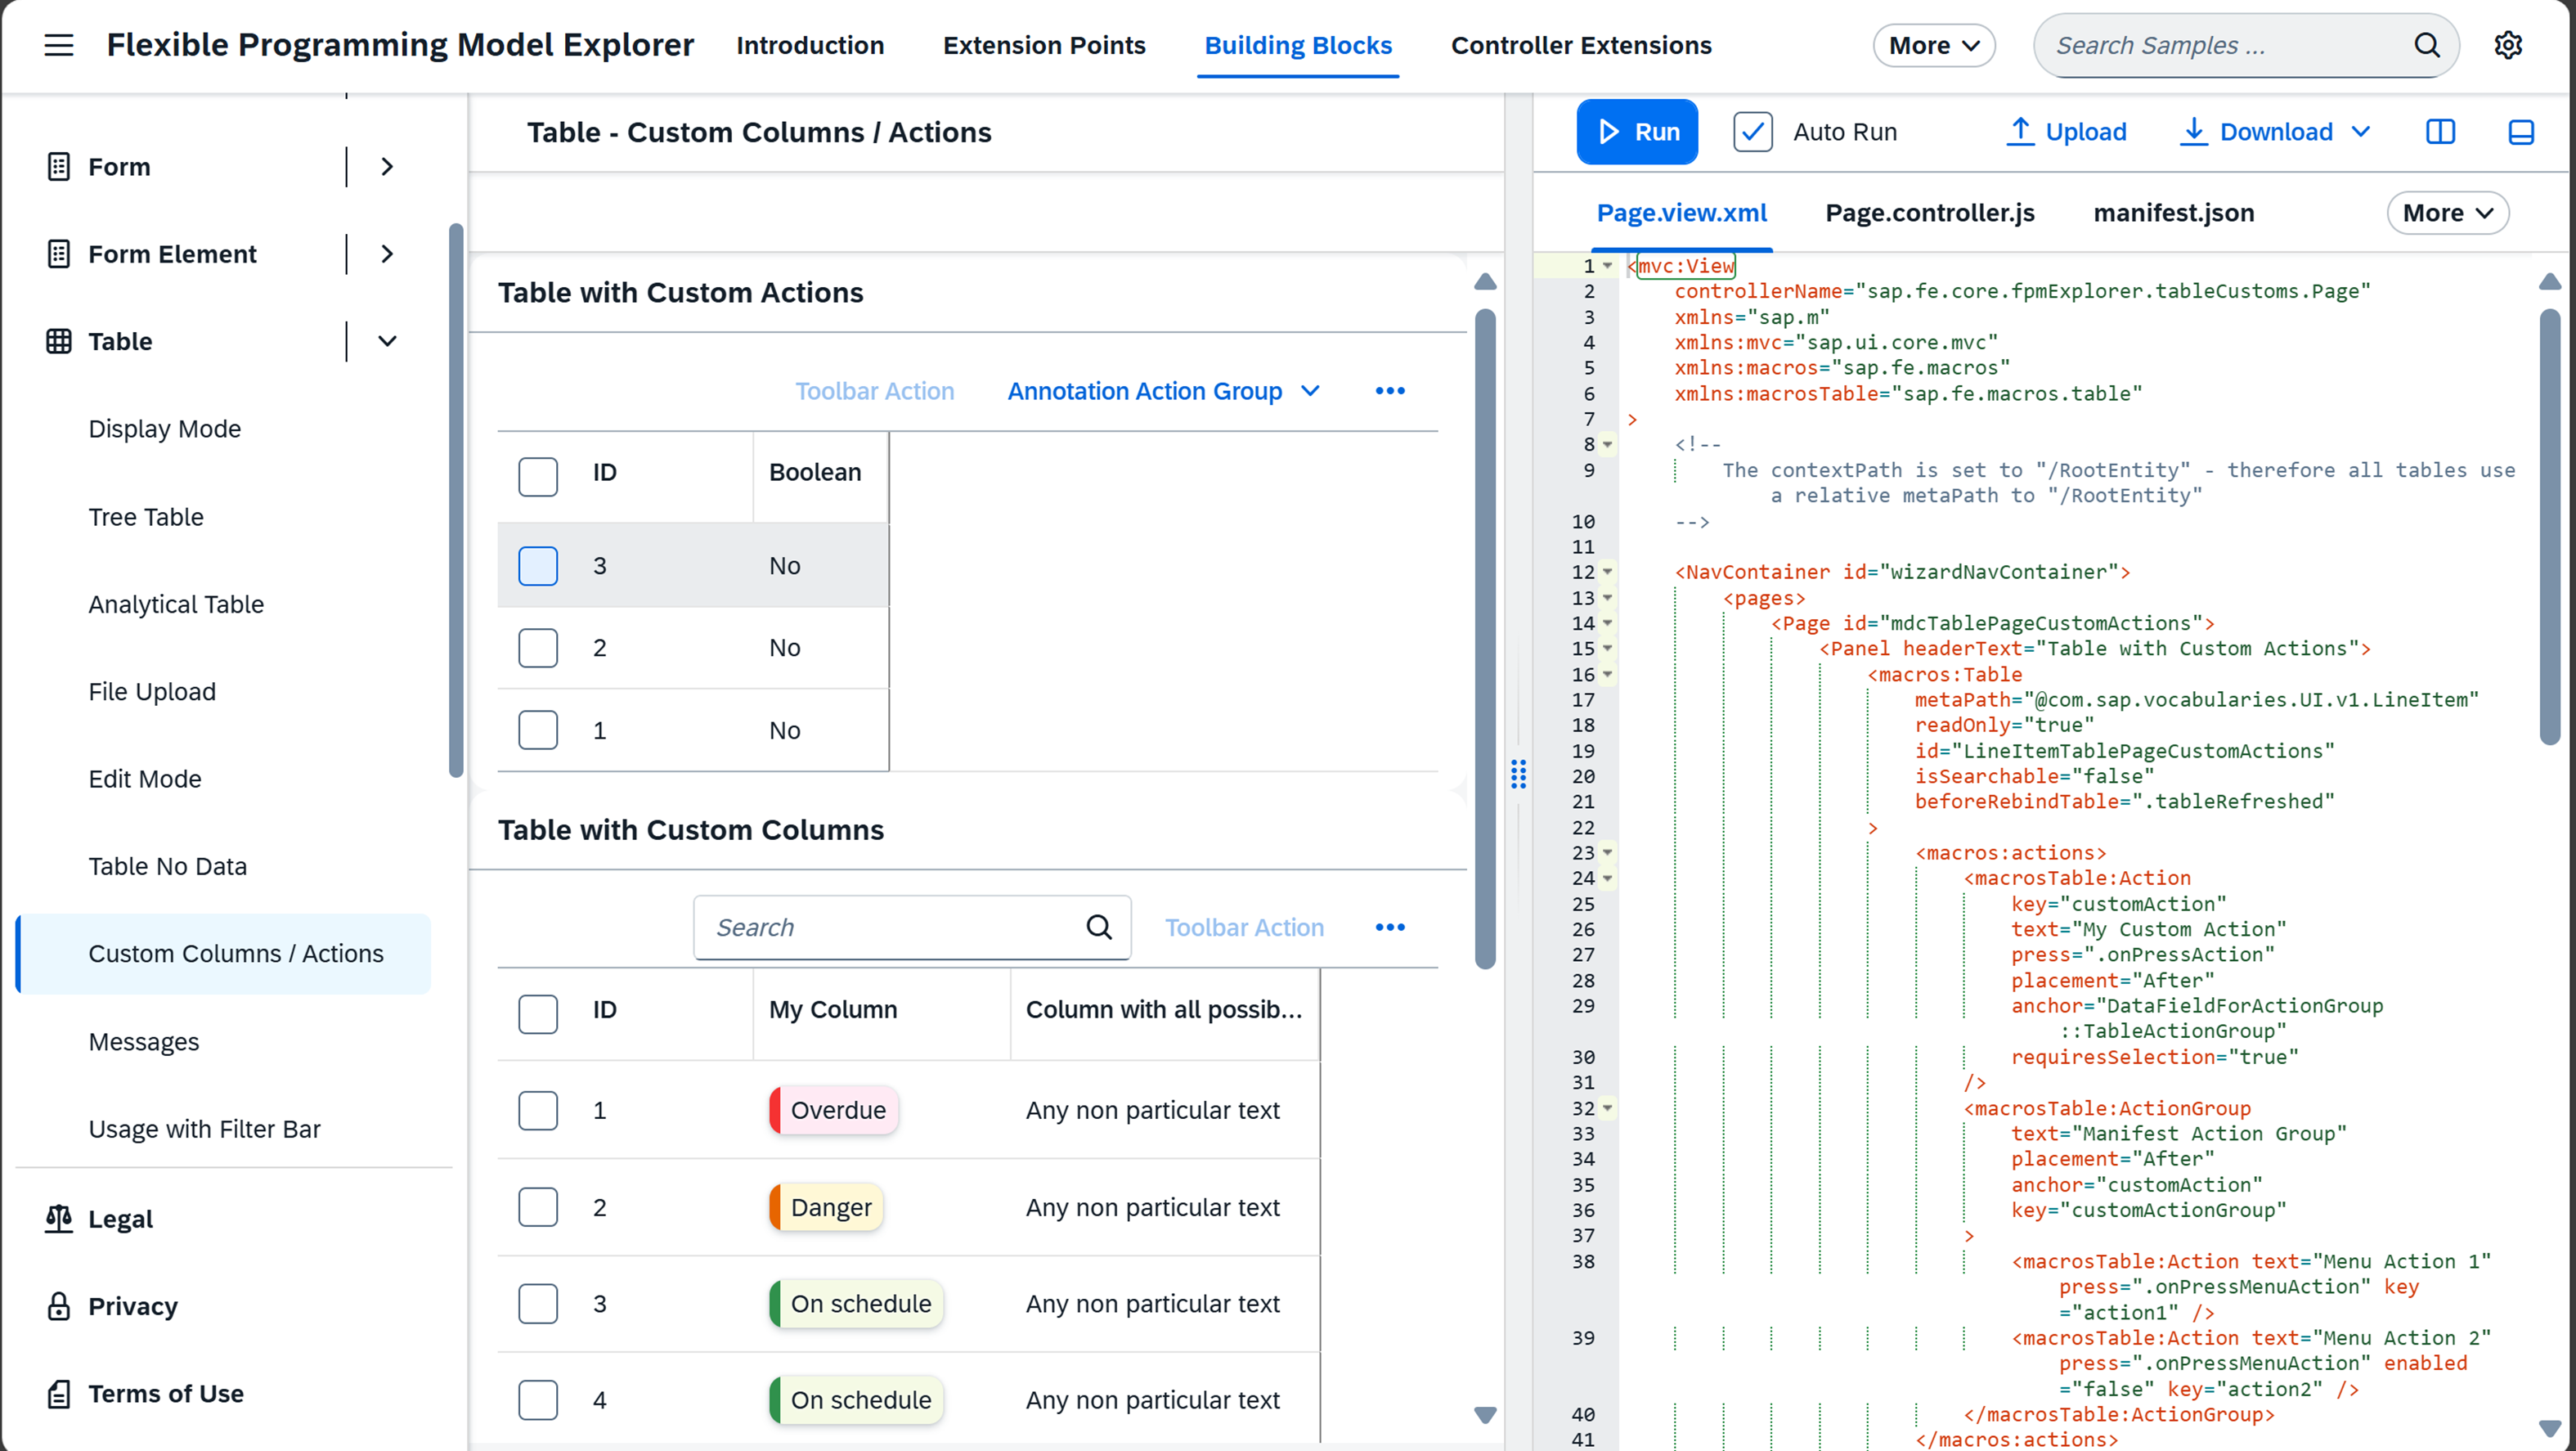 Flexible Programming Model Explorer
Introduction
Extension Points
Building Blocks
Controller Extensions
More
Search Samples ...
Form
Form Element
Table
Display Mode
Tree Table
Analytical Table
File Upload
Edit Mode
Table No Data
Custom Columns / Actions
Messages
Usage with Filter Bar
Legal
Privacy
Terms of Use
Table - Custom Columns / Actions
Table with Custom Actions
Toolbar Action Annotation Action Group
ID Boolean
3 No
2 No
1 No
Table with Custom Columns
Search Toolbar Action
ID My Column Column with all possib...
1 Overdue Any non particular text
2 Danger Any non particular text
3 On schedule Any non particular text
4 On schedule Any non particular text
Run Auto Run Upload Download
Page.view.xml Page.controller.js manifest.json More
1 <mvc:View
2 controllerName="sap.fe.core.fpmExplorer.tableCustoms.Page"
3 xmlns="sap.m"
4 xmlns:mvc="sap.ui.core.mvc"
5 xmlns:macros="sap.fe.macros"
6 xmlns:macrosTable="sap.fe.macros.table"
7 >
8 <!--
9 The contextPath is set to "/RootEntity" - therefore all tables use
a relative metaPath to "/RootEntity"
10 -->
11
12 <NavContainer id="wizardNavContainer">
13 <pages>
14 <Page id="mdcTablePageCustomActions">
15 <Panel headerText="Table with Custom Actions">
16 <macros:Table
17 metaPath="@com.sap.vocabularies.UI.v1.LineItem"
18 readOnly="true"
19 id="LineItemTablePageCustomActions"
20 isSearchable="false"
21 beforeRebindTable=".tableRefreshed"
22 >
23 <macros:actions>
24 <macrosTable:Action
25 key="customAction"
26 text="My Custom Action"
27 press=".onPressAction"
28 placement="After"
29 anchor="DataFieldForActionGroup
::TableActionGroup"
30 requiresSelection="true"
31 />
32 <macrosTable:ActionGroup
33 text="Manifest Action Group"
34 placement="After"
35 anchor="customAction"
36 key="customActionGroup"
37 >
38 <macrosTable:Action text="Menu Action 1"
press=".onPressMenuAction" key
="action1" />
39 <macrosTable:Action text="Menu Action 2"
press=".onPressMenuAction" enabled
="false" key="action2" />
40 </macrosTable:ActionGroup>
41 </macros:actions>